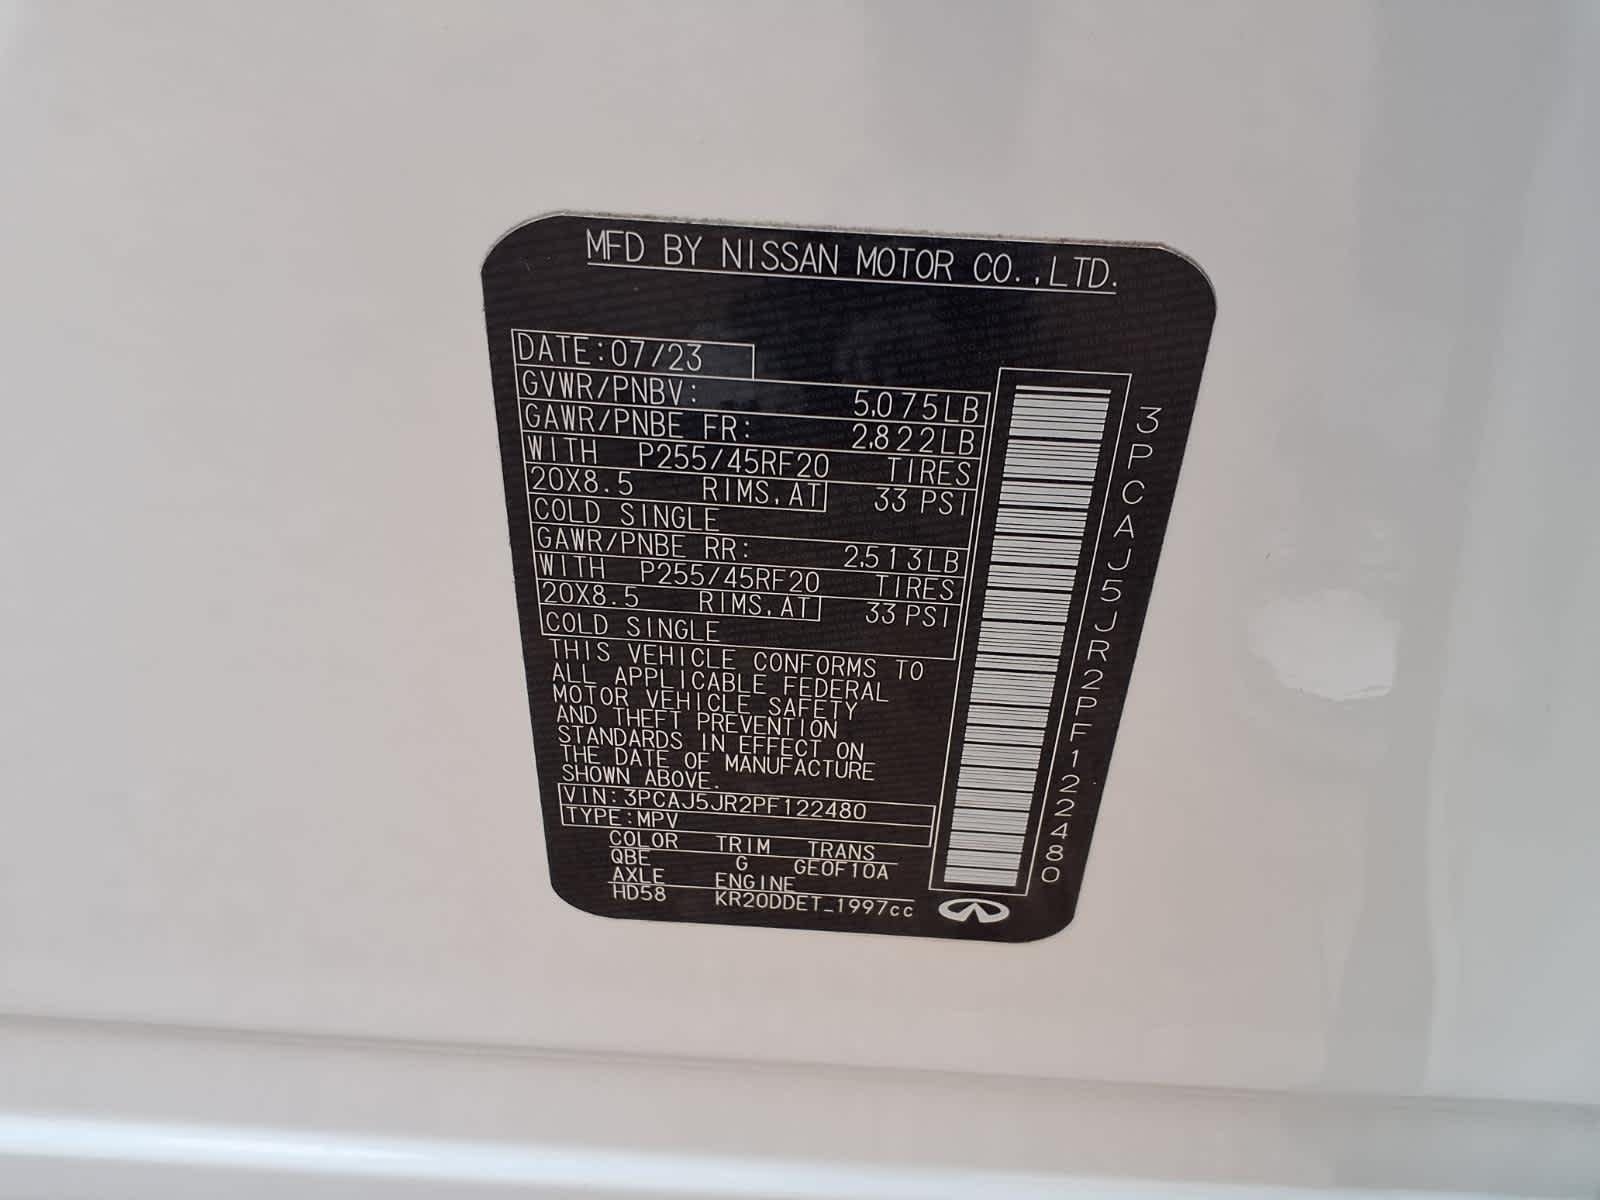 MFD BY NISSAN MOTOR CO.,LTD.
DATE:07/23
GVWR/PNBV: 5,075LB
GAWR/PNBE FR: 2,822LB
WITH P255/45RF20 TIRES
20X8.5 RIMS,AT 33 PSI
COLD SINGLE
GAWR/PNBE RR: 2,513LB
WITH P255/45RF20 TIRES
20X8.5 RIMS,AT 33 PSI
COLD SINGLE
THIS VEHICLE CONFORMS TO
ALL APPLICABLE FEDERAL
MOTOR VEHICLE SAFETY
AND THEFT PREVENTION
STANDARDS IN EFFECT ON
THE DATE OF MANUFACTURE
SHOWN ABOVE.
VIN:3PCAJ5JR2PF122480
TYPE:MPV
COLOR TRIM TRANS
QBE G GE0F10A
AXLE ENGINE
HD58 KR20DDET_1997cc
3PCAJ5JR2PF122480